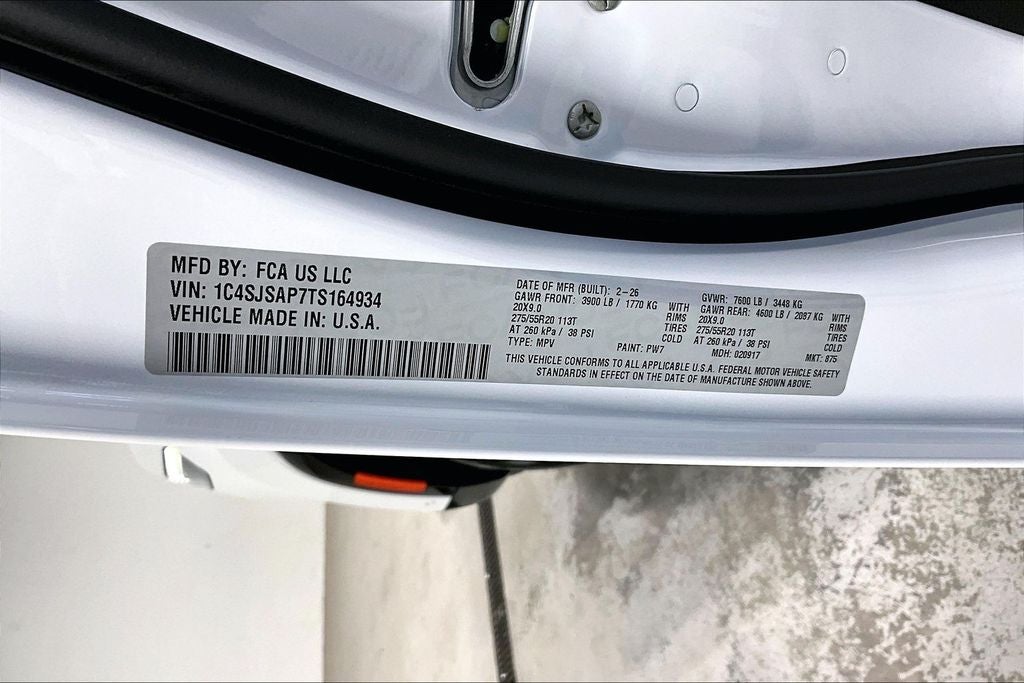 MFD BY: FCA US LLC
VIN: 1C4SJSAP7TS164934
VEHICLE MADE IN: U.S.A.
DATE OF MFR (BUILT): 2-26 GVWR: 7600 LB / 3448 KG
GAWR FRONT: 3900 LB / 1770 KG WITH GAWR REAR: 4600 LB / 2087 KG WITH
20X9.0 RIMS 20X9.0 RIMS
275/55R20 113T TIRES 275/55R20 113T TIRES
AT 260 kPa / 38 PSI COLD AT 260 kPa / 38 PSI COLD
TYPE: MPV PAINT: PW7 MDH: 020917 MKT: 875
THIS VEHICLE CONFORMS TO ALL APPLICABLE U.S.A. FEDERAL MOTOR VEHICLE SAFETY
STANDARDS IN EFFECT ON THE DATE OF MANUFACTURE SHOWN ABOVE.